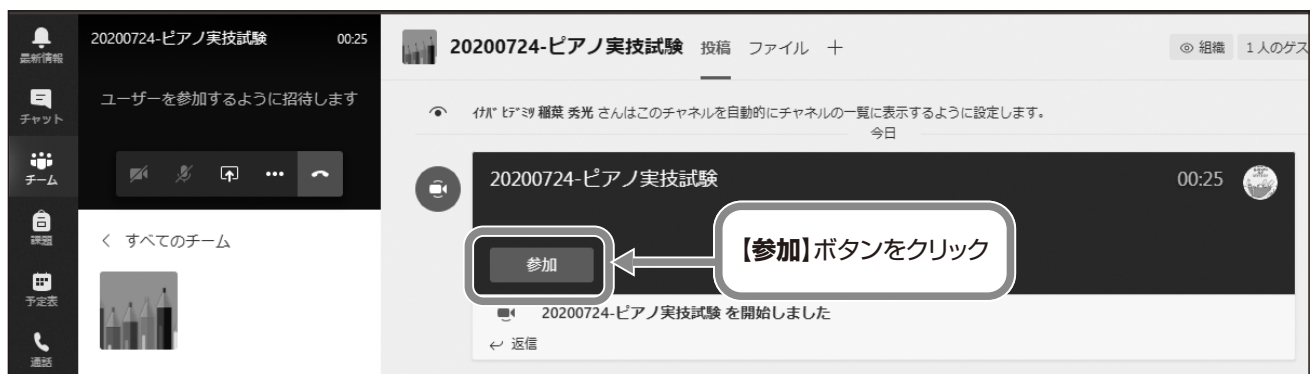 最新情報
チャット
チーム
課題
予定表
通話
20200724-ピアノ実技試験 00:25
ユーザーを参加するように招待します
< すべてのチーム
20200724-ピアノ実技試験 投稿 ファイル +
組織 1人のゲス
ｲﾅﾊﾞ ﾋﾃﾞﾐﾂ 稲葉 秀光 さんはこのチャネルを自動的にチャネルの一覧に表示するように設定します。
今日
20200724-ピアノ実技試験 00:25
参加
【参加】ボタンをクリック
20200724-ピアノ実技試験 を開始しました
返信